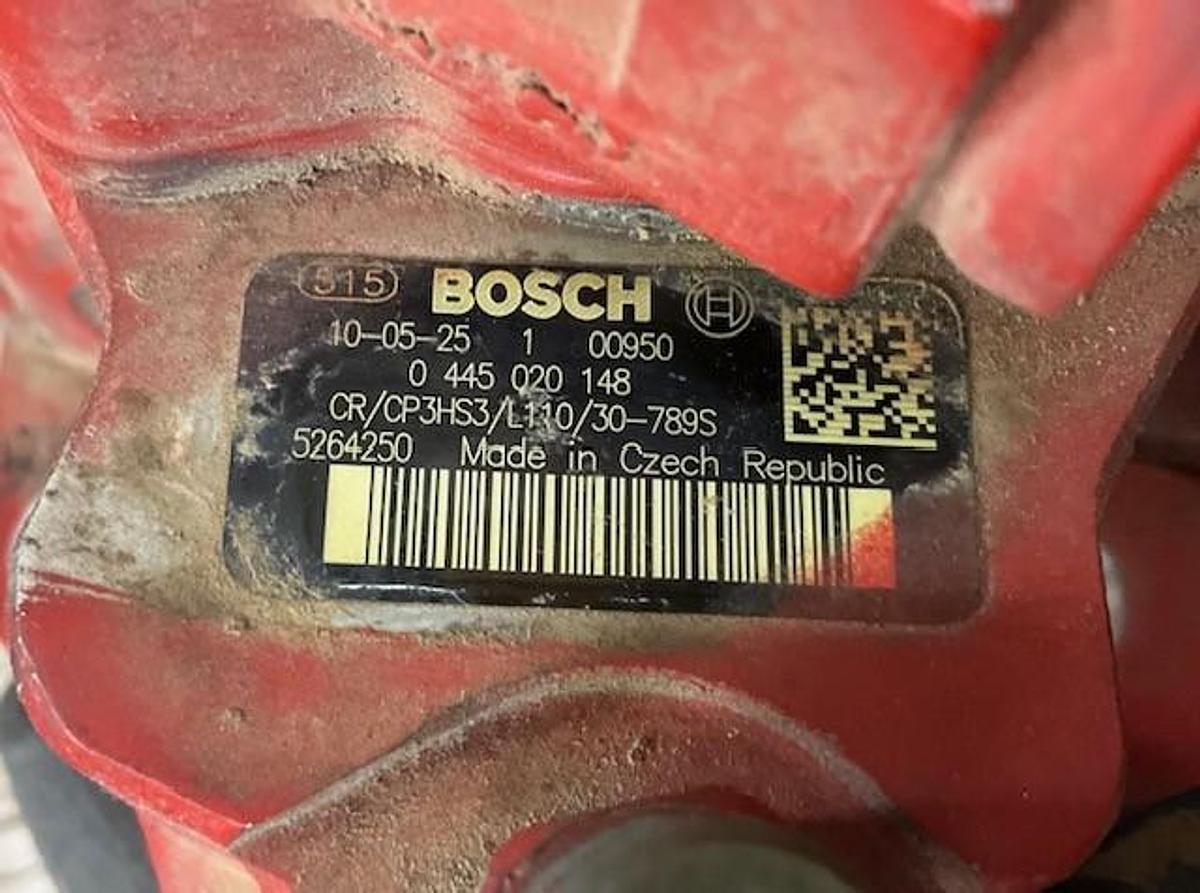 515 BOSCH
10-05-25 1 00950
0 445 020 148
CR/CP3HS3/L110/30-789S
5264250 Made in Czech Republic